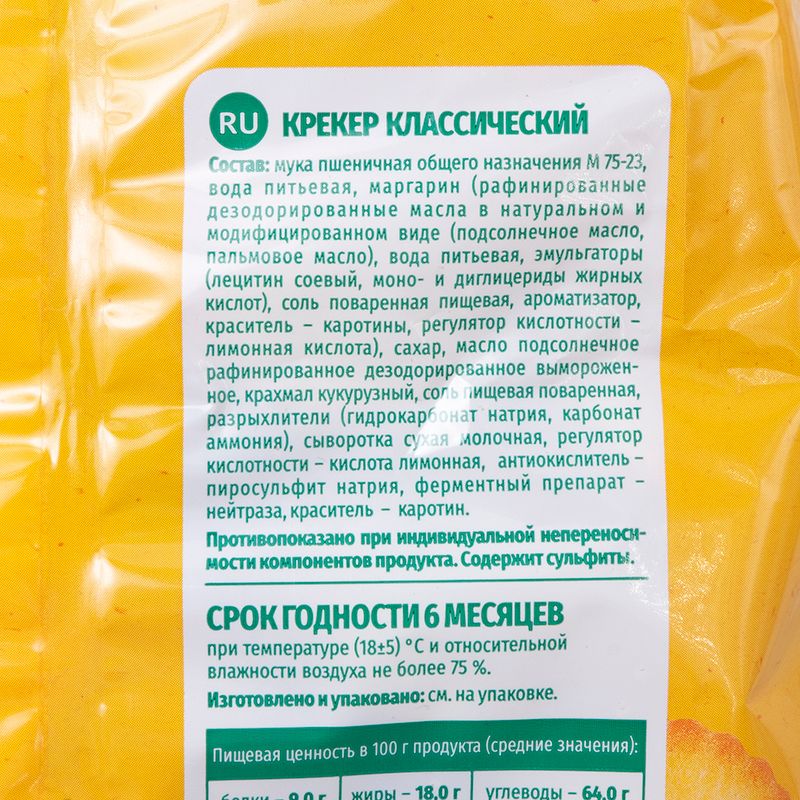 RU КРЕКЕР КЛАССИЧЕСКИЙ
Состав: мука пшеничная общего назначения М 75-23,
вода питьевая, маргарин (рафинированные
дезодорированные масла в натуральном и
модифицированном виде (подсолнечное масло,
пальмовое масло), вода питьевая, эмульгаторы
(лецитин соевый, моно- и диглицериды жирных
кислот), соль поваренная пищевая, ароматизатор,
краситель – каротины, регулятор кислотности –
лимонная кислота), сахар, масло подсолнечное
рафинированное дезодорированное выморожен-
ное, крахмал кукурузный, соль пищевая поваренная,
разрыхлители (гидрокарбонат натрия, карбонат
аммония), сыворотка сухая молочная, регулятор
кислотности – кислота лимонная, антиокислитель –
пиросульфит натрия, ферментный препарат –
нейтраза, краситель – каротин.
Противопоказано при индивидуальной непереноси-
мости компонентов продукта. Содержит сульфиты.
СРОК ГОДНОСТИ 6 МЕСЯЦЕВ
при температуре (18±5) °C и относительной
влажности воздуха не более 75 %.
Изготовлено и упаковано: см. на упаковке.
Пищевая ценность в 100 г продукта (средние значения):
белки – 9,0 г жиры – 18,0 г углеводы – 64,0 г